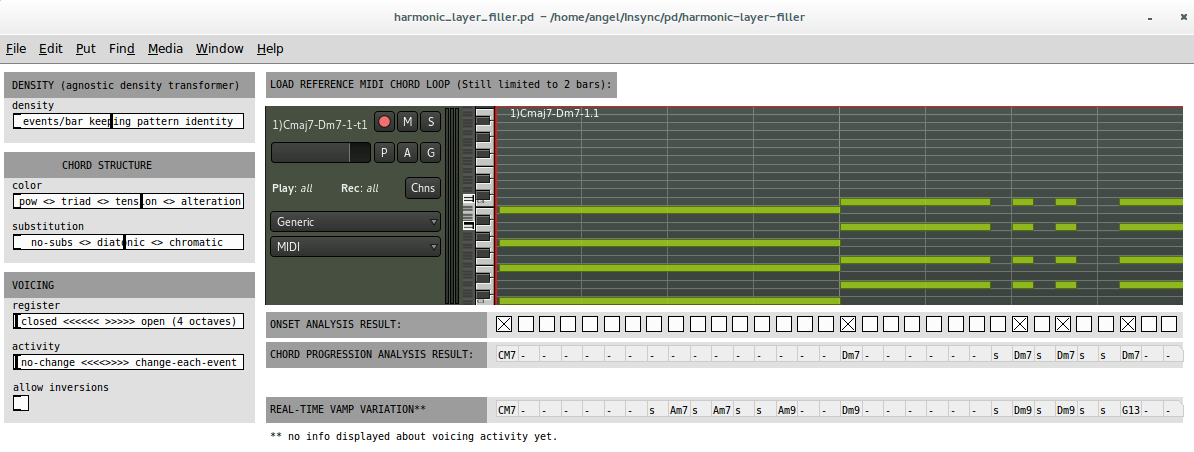 harmonic_layer_filler.pd - /home/angel/Insync/pd/harmonic-layer-filler
File Edit Put Find Media Window Help
DENSITY (agnostic density transformer)
density
events/bar keeping pattern identity
CHORD STRUCTURE
color
pow <> triad <> tension <> alteration
substitution
no-subs <> diatonic <> chromatic
VOICING
register
closed <<<<<< >>>>> open (4 octaves)
activity
no-change <<<<>>>> change-each-event
allow inversions
LOAD REFERENCE MIDI CHORD LOOP (Still limited to 2 bars):
1)Cmaj7-Dm7-1-t1 M S
P A G
Play: all Rec: all Chns
Generic
MIDI
1)Cmaj7-Dm7-1.1
ONSET ANALYSIS RESULT:
CHORD PROGRESSION ANALYSIS RESULT: CM7 - - - - - - - - - - - - - - - Dm7 - - - - - - s Dm7 s Dm7 s s Dm7 - -
REAL-TIME VAMP VARIATION** CM7 - - - - - - s Am7 s Am7 s s Am9 - - Dm9 - - - - - - s Dm9 s Dm9 s s G13 - -
** no info displayed about voicing activity yet.